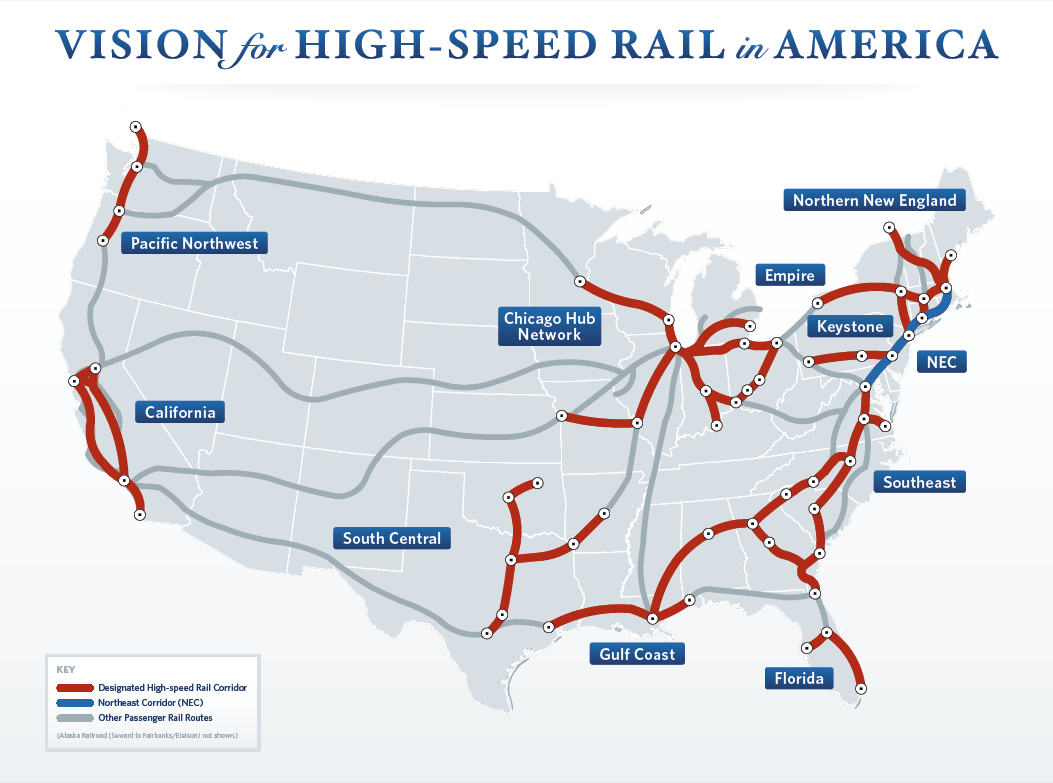 VISION for HIGH-SPEED RAIL in AMERICA
Northern New England
Pacific Northwest
Empire
Chicago Hub
Network
Keystone
NEC
California
Southeast
South Central
Gulf Coast
Florida
KEY
Designated High-speed Rail Corridor
Northeast Corridor (NEC)
Other Passenger Rail Routes
(Alaska Railroad (Seward to Fairbanks/Eielson) not shown.)